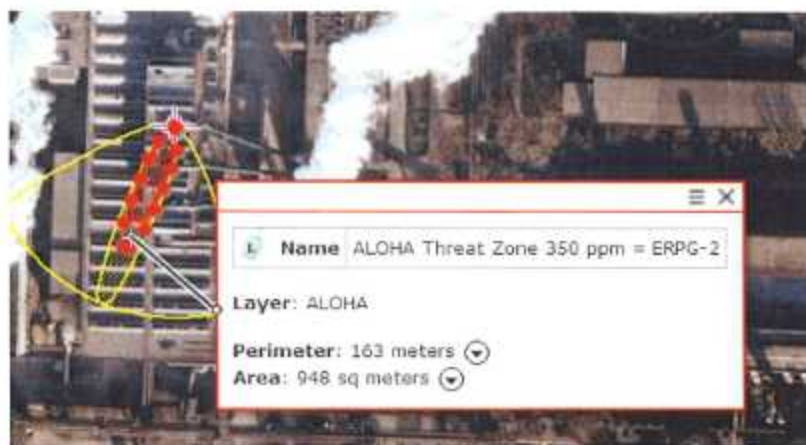 Name ALOHA Threat Zone 350 ppm = ERPG-2
Layer: ALOHA
Perimeter: 163 meters
Area: 948 sq meters